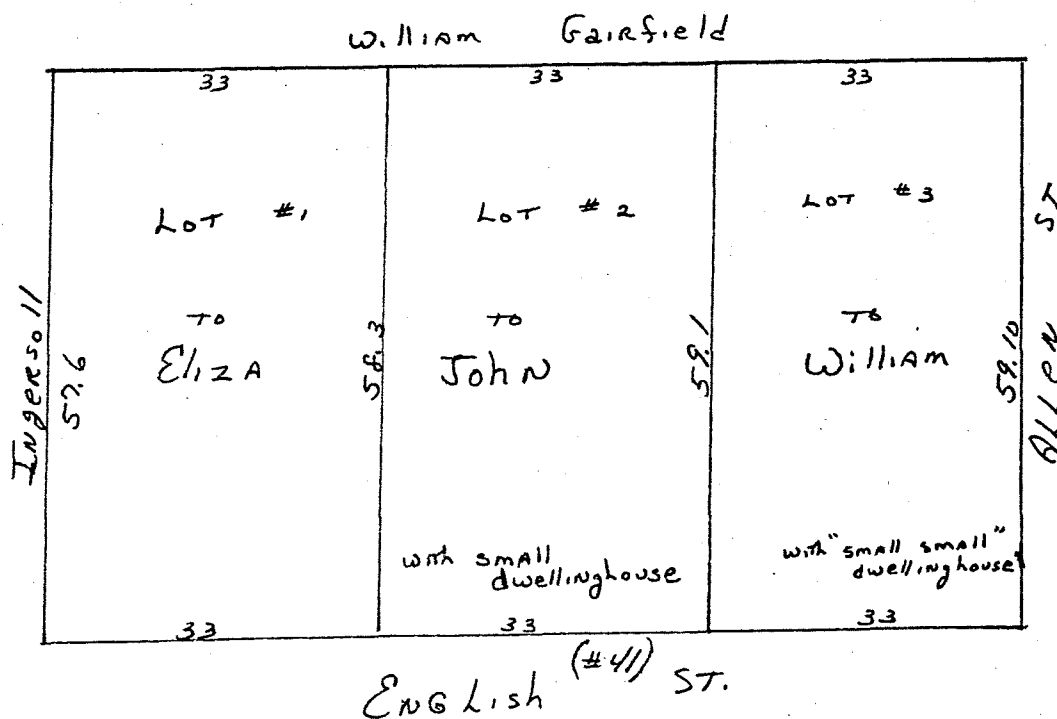 William Fairfield
33 33 33
LOT #1 LOT #2 LOT #3
TO TO TO
ELIZA John William
Ingersoll
57.6
58.3
59.1
59.10
ALLEN ST
with small
dwellinghouse
with "small small"
dwellinghouse"
33 33 33
ENGLish (#41) ST.